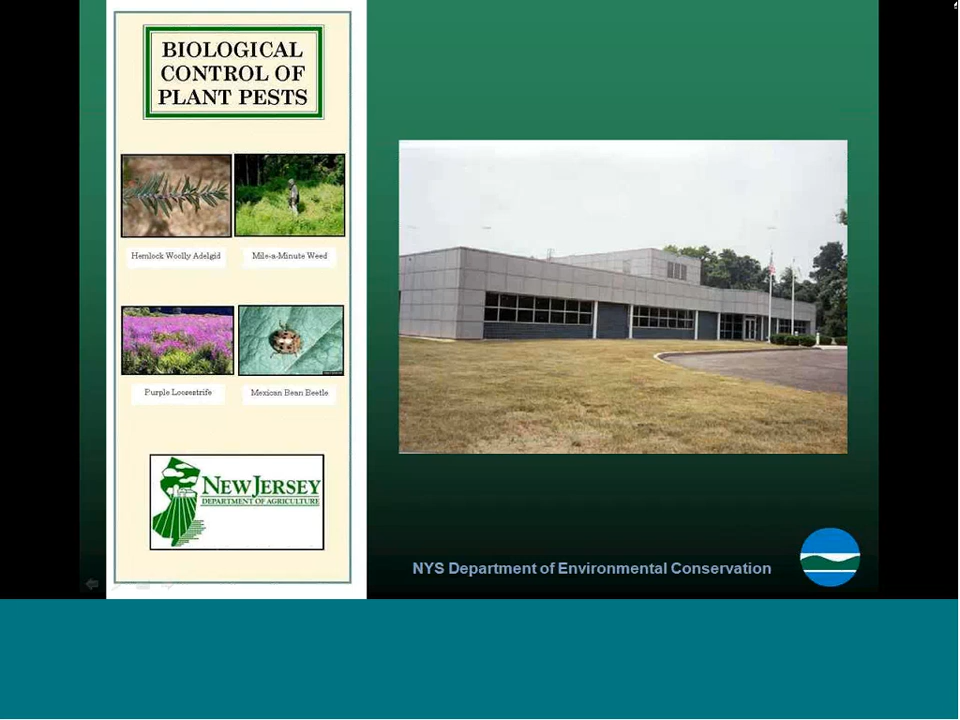 BIOLOGICAL
CONTROL OF
PLANT PESTS
Hemlock Woolly Adelgid
Mile-a-Minute Weed
Purple Loosestrife
Mexican Bean Beetle
NEW JERSEY
DEPARTMENT OF AGRICULTURE
NYS Department of Environmental Conservation